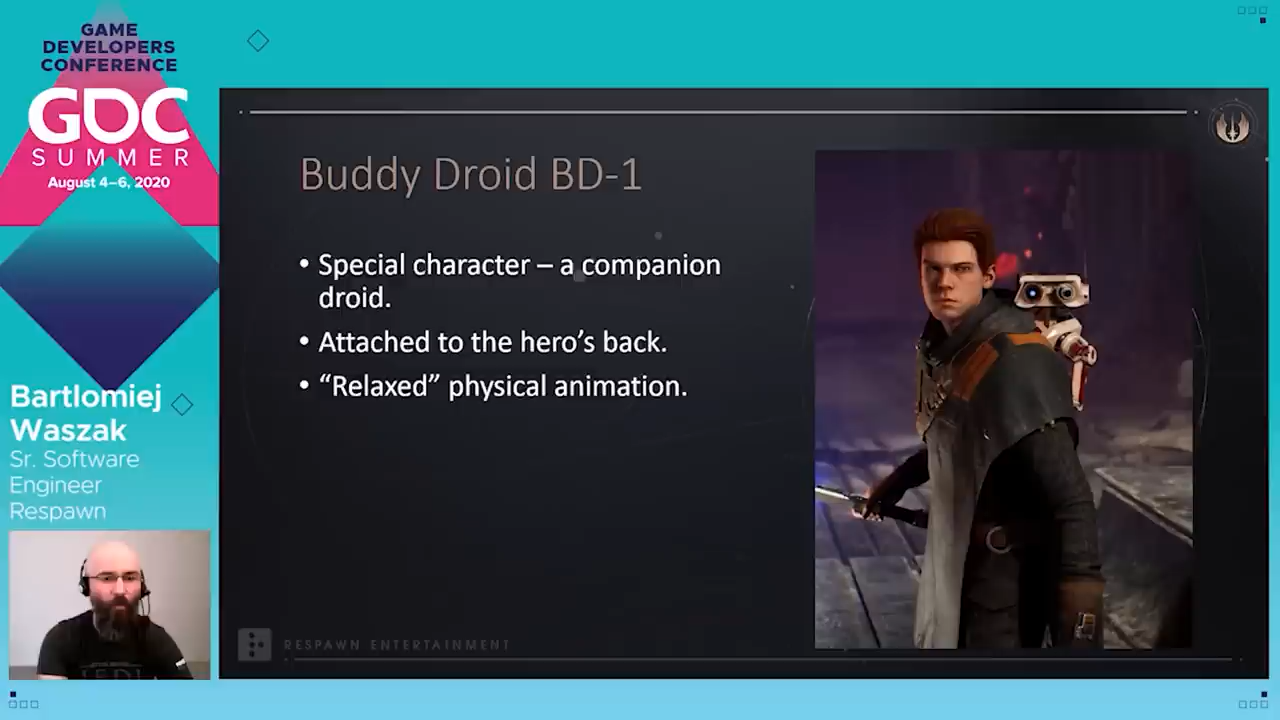 GAME
DEVELOPERS
CONFERENCE
GDC
SUMMER
August 4–6, 2020
Bartlomiej
Waszak
Sr. Software
Engineer
Respawn
Buddy Droid BD-1
• Special character – a companion
droid.
• Attached to the hero’s back.
• “Relaxed” physical animation.
RESPAWN ENTERTAINMENT
JEDI